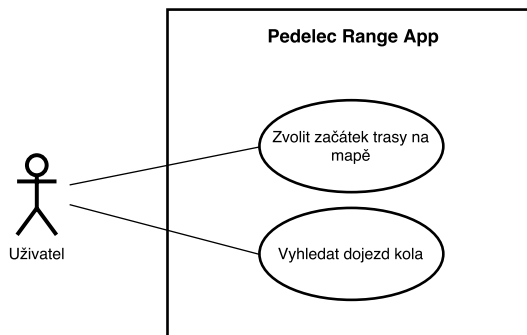 Pedelec Range App
Zvolit začátek trasy na
mapě
Uživatel
Vyhledat dojezd kola